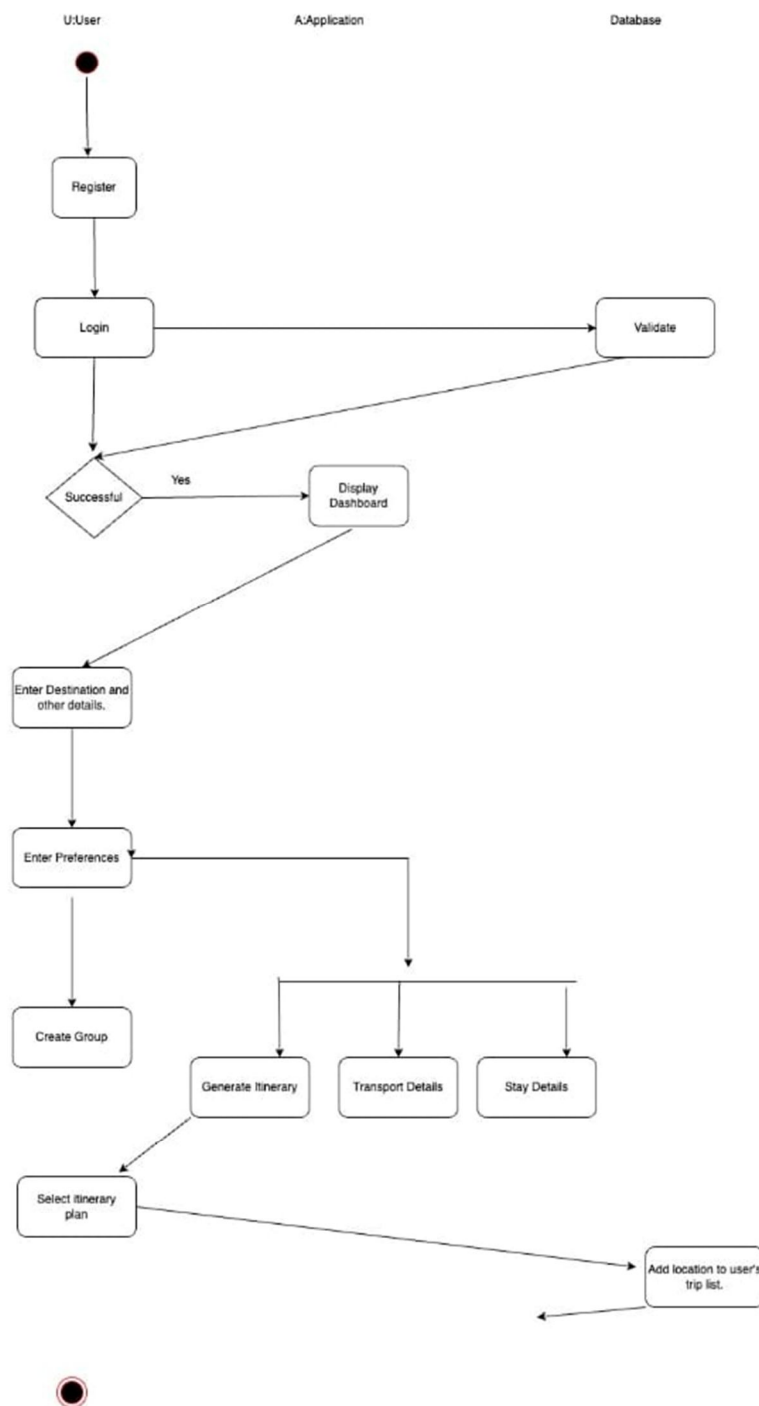 U:User
A:Application
Database
Register
Login
Validate
Successful
Yes
Display
Dashboard
Enter Destination and
other details.
Enter Preferences
Create Group
Generate Itinerary
Transport Details
Stay Details
Select itinerary
plan
Add location to user's
trip list.